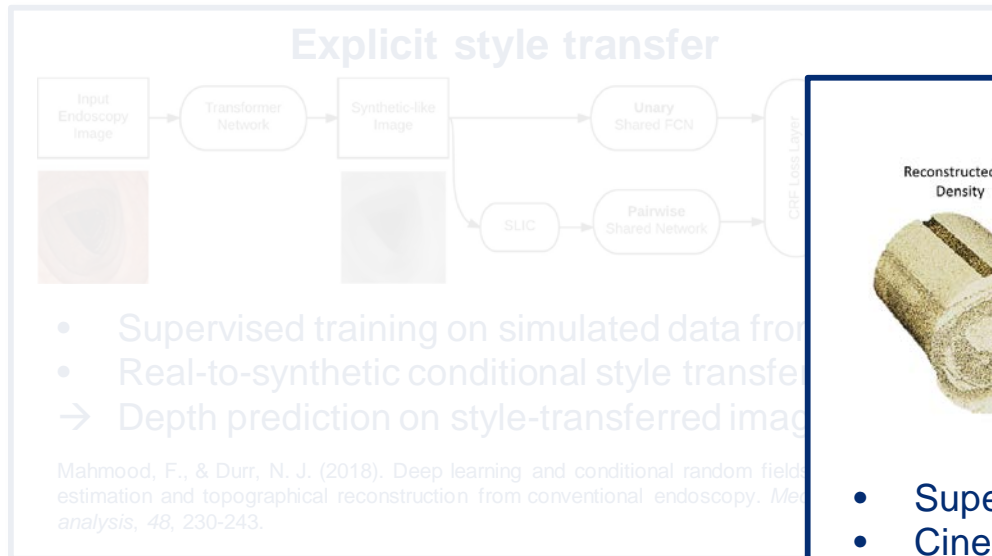 Explicit style transfer
Input
Endoscopy
Image
Transformer
Network
Synthetic-like
Image
Unary
Shared FCN
CRF Loss Layer
SLIC
Pairwise
Shared Network
Reconstructed
Density
• Supervised training on simulated data from
• Real-to-synthetic conditional style transfer
→ Depth prediction on style-transferred imag
Mahmood, F., & Durr, N. J. (2018). Deep learning and conditional random fields
estimation and topographical reconstruction from conventional endoscopy. Med
analysis, 48, 230-243.
• Supe
• Cine